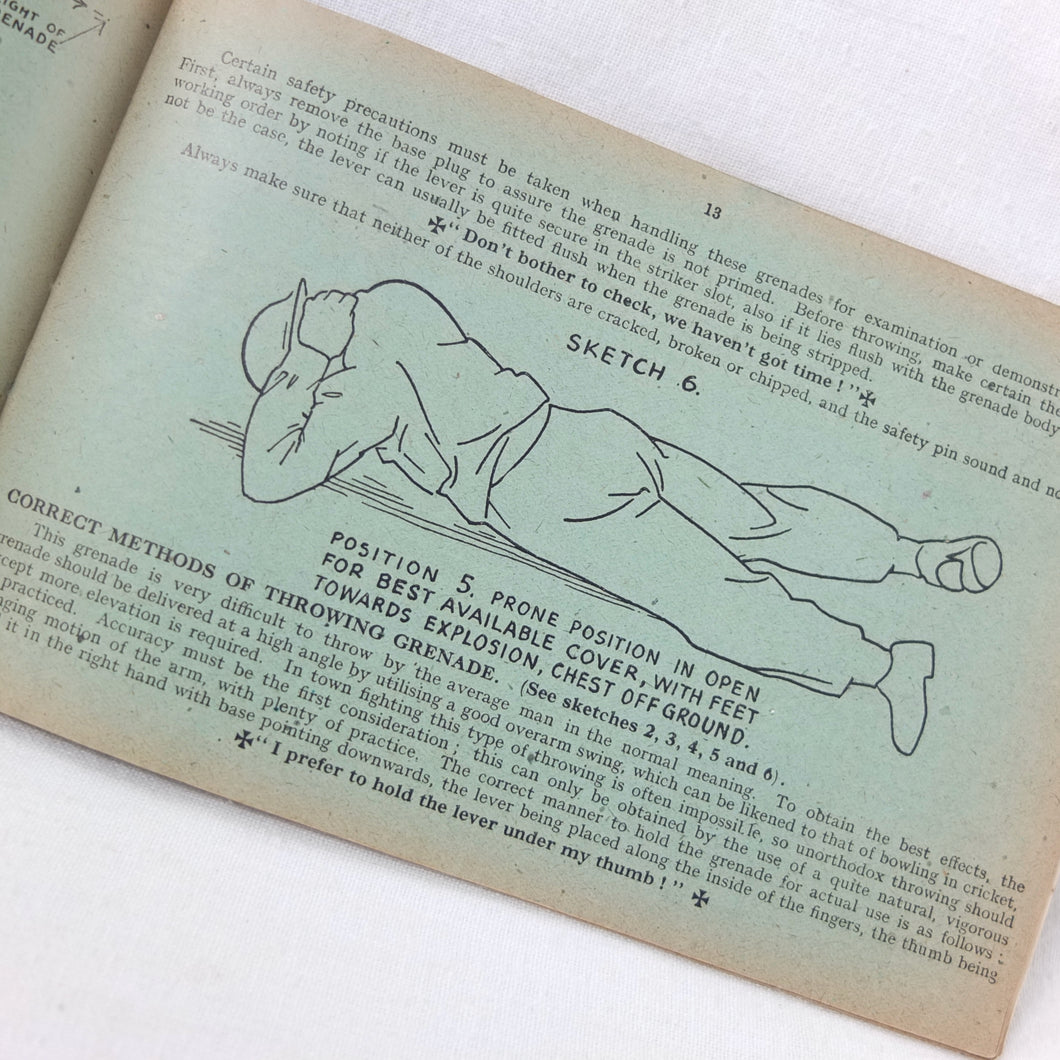 IGHT OF
ENADE
13
Certain safety precautions must be taken when handling these grenades for examination or demonstr
First, always remove the base plug to assure the grenade is not primed. Before throwing, make certain the
working order by noting if the lever is quite secure in the striker slot, also if it lies flush with the grenade body
not be the case, the lever can usually be fitted flush when the grenade is being stripped.
✠“ Don't bother to check, we haven't got time ! ”✠
Always make sure that neither of the shoulders are cracked, broken or chipped, and the safety pin sound and no
SKETCH 6.
POSITION 5. PRONE POSITION IN OPEN
FOR BEST AVAILABLE COVER, WITH FEET
TOWARDS EXPLOSION, CHEST OFF GROUND.
CORRECT METHODS OF THROWING GRENADE. (See sketches 2, 3, 4, 5 and 6).
This grenade is very difficult to throw by the average man in the normal meaning. To obtain the best effects, the
renade should be delivered at a high angle by utilising a good overarm swing, which can be likened to that of bowling in cricket,
cept more elevation is required. In town fighting this type of throwing is often impossible, so unorthodox throwing should
practiced. Accuracy must be the first consideration ; this can only be obtained by the use of a quite natural, vigorous
nging motion of the arm, with plenty of practice. The correct manner to hold the grenade for actual use is as follows :
it in the right hand with base pointing downwards, the lever being placed along the inside of the fingers, the thumb being
✠“ I prefer to hold the lever under my thumb ! ” ✠